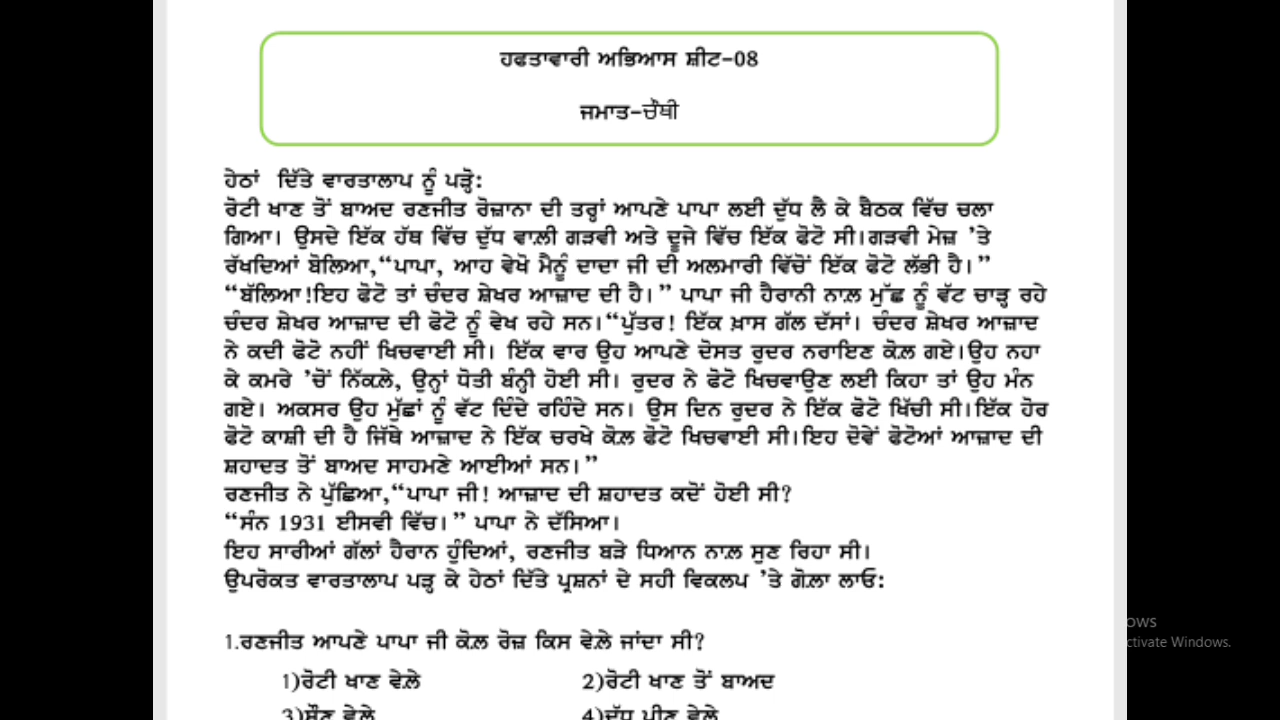 ਹਫਤਾਵਾਰੀ ਅਭਿਆਸ ਸ਼ੀਟ-08
ਜਮਾਤ-ਚੌਥੀ
ਹੇਠਾਂ ਦਿੱਤੇ ਵਾਰਤਾਲਾਪ ਨੂੰ ਪੜ੍ਹੋ:
ਰੋਟੀ ਖਾਣ ਤੋਂ ਬਾਅਦ ਰਣਜੀਤ ਰੋਜ਼ਾਨਾ ਦੀ ਤਰ੍ਹਾਂ ਆਪਣੇ ਪਾਪਾ ਲਈ ਦੁੱਧ ਲੈ ਕੇ ਬੈਠਕ ਵਿੱਚ ਚਲਾ
ਗਿਆ। ਉਸਦੇ ਇੱਕ ਹੱਥ ਵਿੱਚ ਦੁੱਧ ਵਾਲੀ ਗੜਵੀ ਅਤੇ ਦੂਜੇ ਵਿੱਚ ਇੱਕ ਫੋਟੋ ਸੀ।ਗੜਵੀ ਮੇਜ਼ ’ਤੇ
ਰੱਖਦਿਆਂ ਬੋਲਿਆ,“ਪਾਪਾ, ਆਹ ਵੇਖੋ ਮੈਨੂੰ ਦਾਦਾ ਜੀ ਦੀ ਅਲਮਾਰੀ ਵਿੱਚੋਂ ਇੱਕ ਫੋਟੋ ਲੱਭੀ ਹੈ।”
“ਬੱਲਿਆ!ਇਹ ਫੋਟੋ ਤਾਂ ਚੰਦਰ ਸ਼ੇਖਰ ਆਜ਼ਾਦ ਦੀ ਹੈ।” ਪਾਪਾ ਜੀ ਹੈਰਾਨੀ ਨਾਲ਼ ਮੁੱਛ ਨੂੰ ਵੱਟ ਚਾੜ੍ਹ ਰਹੇ
ਚੰਦਰ ਸ਼ੇਖਰ ਆਜ਼ਾਦ ਦੀ ਫੋਟੋ ਨੂੰ ਵੇਖ ਰਹੇ ਸਨ।“ਪੁੱਤਰ! ਇੱਕ ਖ਼ਾਸ ਗੱਲ ਦੱਸਾਂ। ਚੰਦਰ ਸ਼ੇਖਰ ਆਜ਼ਾਦ
ਨੇ ਕਦੀ ਫੋਟੋ ਨਹੀਂ ਖਿਚਵਾਈ ਸੀ। ਇੱਕ ਵਾਰ ਉਹ ਆਪਣੇ ਦੋਸਤ ਰੁਦਰ ਨਰਾਇਣ ਕੋਲ਼ ਗਏ।ਉਹ ਨਹਾ
ਕੇ ਕਮਰੇ ’ਚੋਂ ਨਿੱਕਲ਼ੇ, ਉਨ੍ਹਾਂ ਧੋਤੀ ਬੰਨ੍ਹੀ ਹੋਈ ਸੀ। ਰੁਦਰ ਨੇ ਫੋਟੋ ਖਿਚਵਾਉਣ ਲਈ ਕਿਹਾ ਤਾਂ ਉਹ ਮੰਨ
ਗਏ। ਅਕਸਰ ਉਹ ਮੁੱਛਾਂ ਨੂੰ ਵੱਟ ਦਿੰਦੇ ਰਹਿੰਦੇ ਸਨ। ਉਸ ਦਿਨ ਰੁਦਰ ਨੇ ਇੱਕ ਫੋਟੋ ਖਿੱਚੀ ਸੀ।ਇੱਕ ਹੋਰ
ਫੋਟੋ ਕਾਸ਼ੀ ਦੀ ਹੈ ਜਿੱਥੇ ਆਜ਼ਾਦ ਨੇ ਇੱਕ ਚਰਖੇ ਕੋਲ਼ ਫੋਟੋ ਖਿਚਵਾਈ ਸੀ।ਇਹ ਦੋਵੇਂ ਫੋਟੋਆਂ ਆਜ਼ਾਦ ਦੀ
ਸ਼ਹਾਦਤ ਤੋਂ ਬਾਅਦ ਸਾਹਮਣੇ ਆਈਆਂ ਸਨ।”
ਰਣਜੀਤ ਨੇ ਪੁੱਛਿਆ,“ਪਾਪਾ ਜੀ! ਆਜ਼ਾਦ ਦੀ ਸ਼ਹਾਦਤ ਕਦੋਂ ਹੋਈ ਸੀ?
“ਸੰਨ 1931 ਈਸਵੀ ਵਿੱਚ।” ਪਾਪਾ ਨੇ ਦੱਸਿਆ।
ਇਹ ਸਾਰੀਆਂ ਗੱਲਾਂ ਹੈਰਾਨ ਹੁੰਦਿਆਂ, ਰਣਜੀਤ ਬੜੇ ਧਿਆਨ ਨਾਲ਼ ਸੁਣ ਰਿਹਾ ਸੀ।
ਉਪਰੋਕਤ ਵਾਰਤਾਲਾਪ ਪੜ੍ਹ ਕੇ ਹੇਠਾਂ ਦਿੱਤੇ ਪ੍ਰਸ਼ਨਾਂ ਦੇ ਸਹੀ ਵਿਕਲਪ ’ਤੇ ਗੋਲ਼ਾ ਲਾਓ:
1.ਰਣਜੀਤ ਆਪਣੇ ਪਾਪਾ ਜੀ ਕੋਲ਼ ਰੋਜ਼ ਕਿਸ ਵੇਲ਼ੇ ਜਾਂਦਾ ਸੀ?
1)ਰੋਟੀ ਖਾਣ ਵੇਲ਼ੇ 2)ਰੋਟੀ ਖਾਣ ਤੋਂ ਬਾਅਦ
3)ਸੌਣ ਵੇਲੇ 4)ਦੁੱਧ ਪੀਣ ਵੇਲੇ
ctivate Windows.